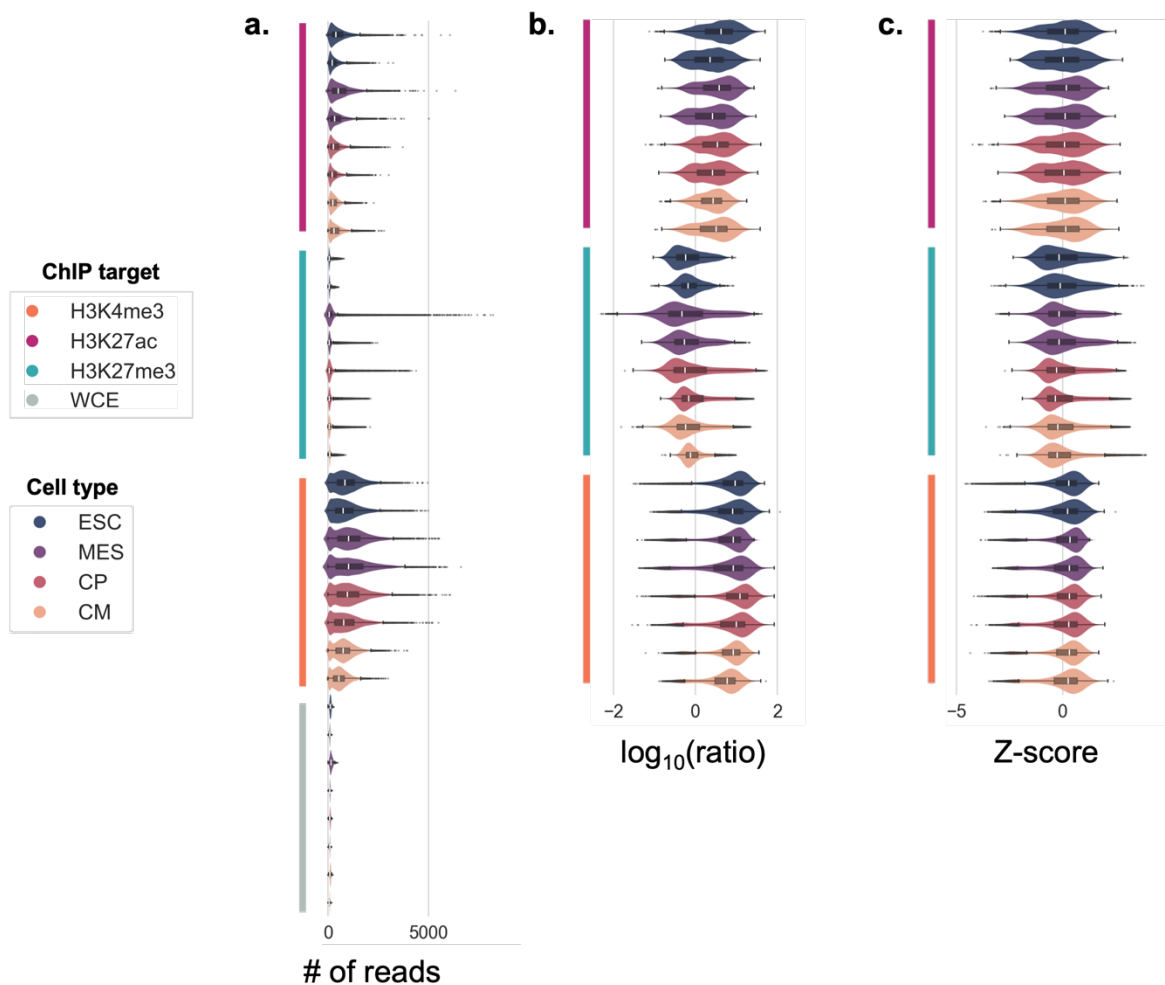 a.
b.
c.
ChIP target
H3K4me3
H3K27ac
H3K27me3
WCE
Cell type
ESC
MES
CP
CM
0 5000
# of reads
−2 0 2
log10(ratio)
−5 0
Z-score